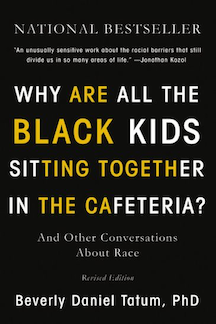 NATIONAL BESTSELLER
"An unusually sensitive work about the racial barriers that still
divide us in so many areas of life." —Jonathan Kozol
WHY ARE ALL THE
BLACK KIDS
SITTING TOGETHER
IN THE CAFETERIA?
And Other Conversations
About Race
Revised Edition
Beverly Daniel Tatum, PhD